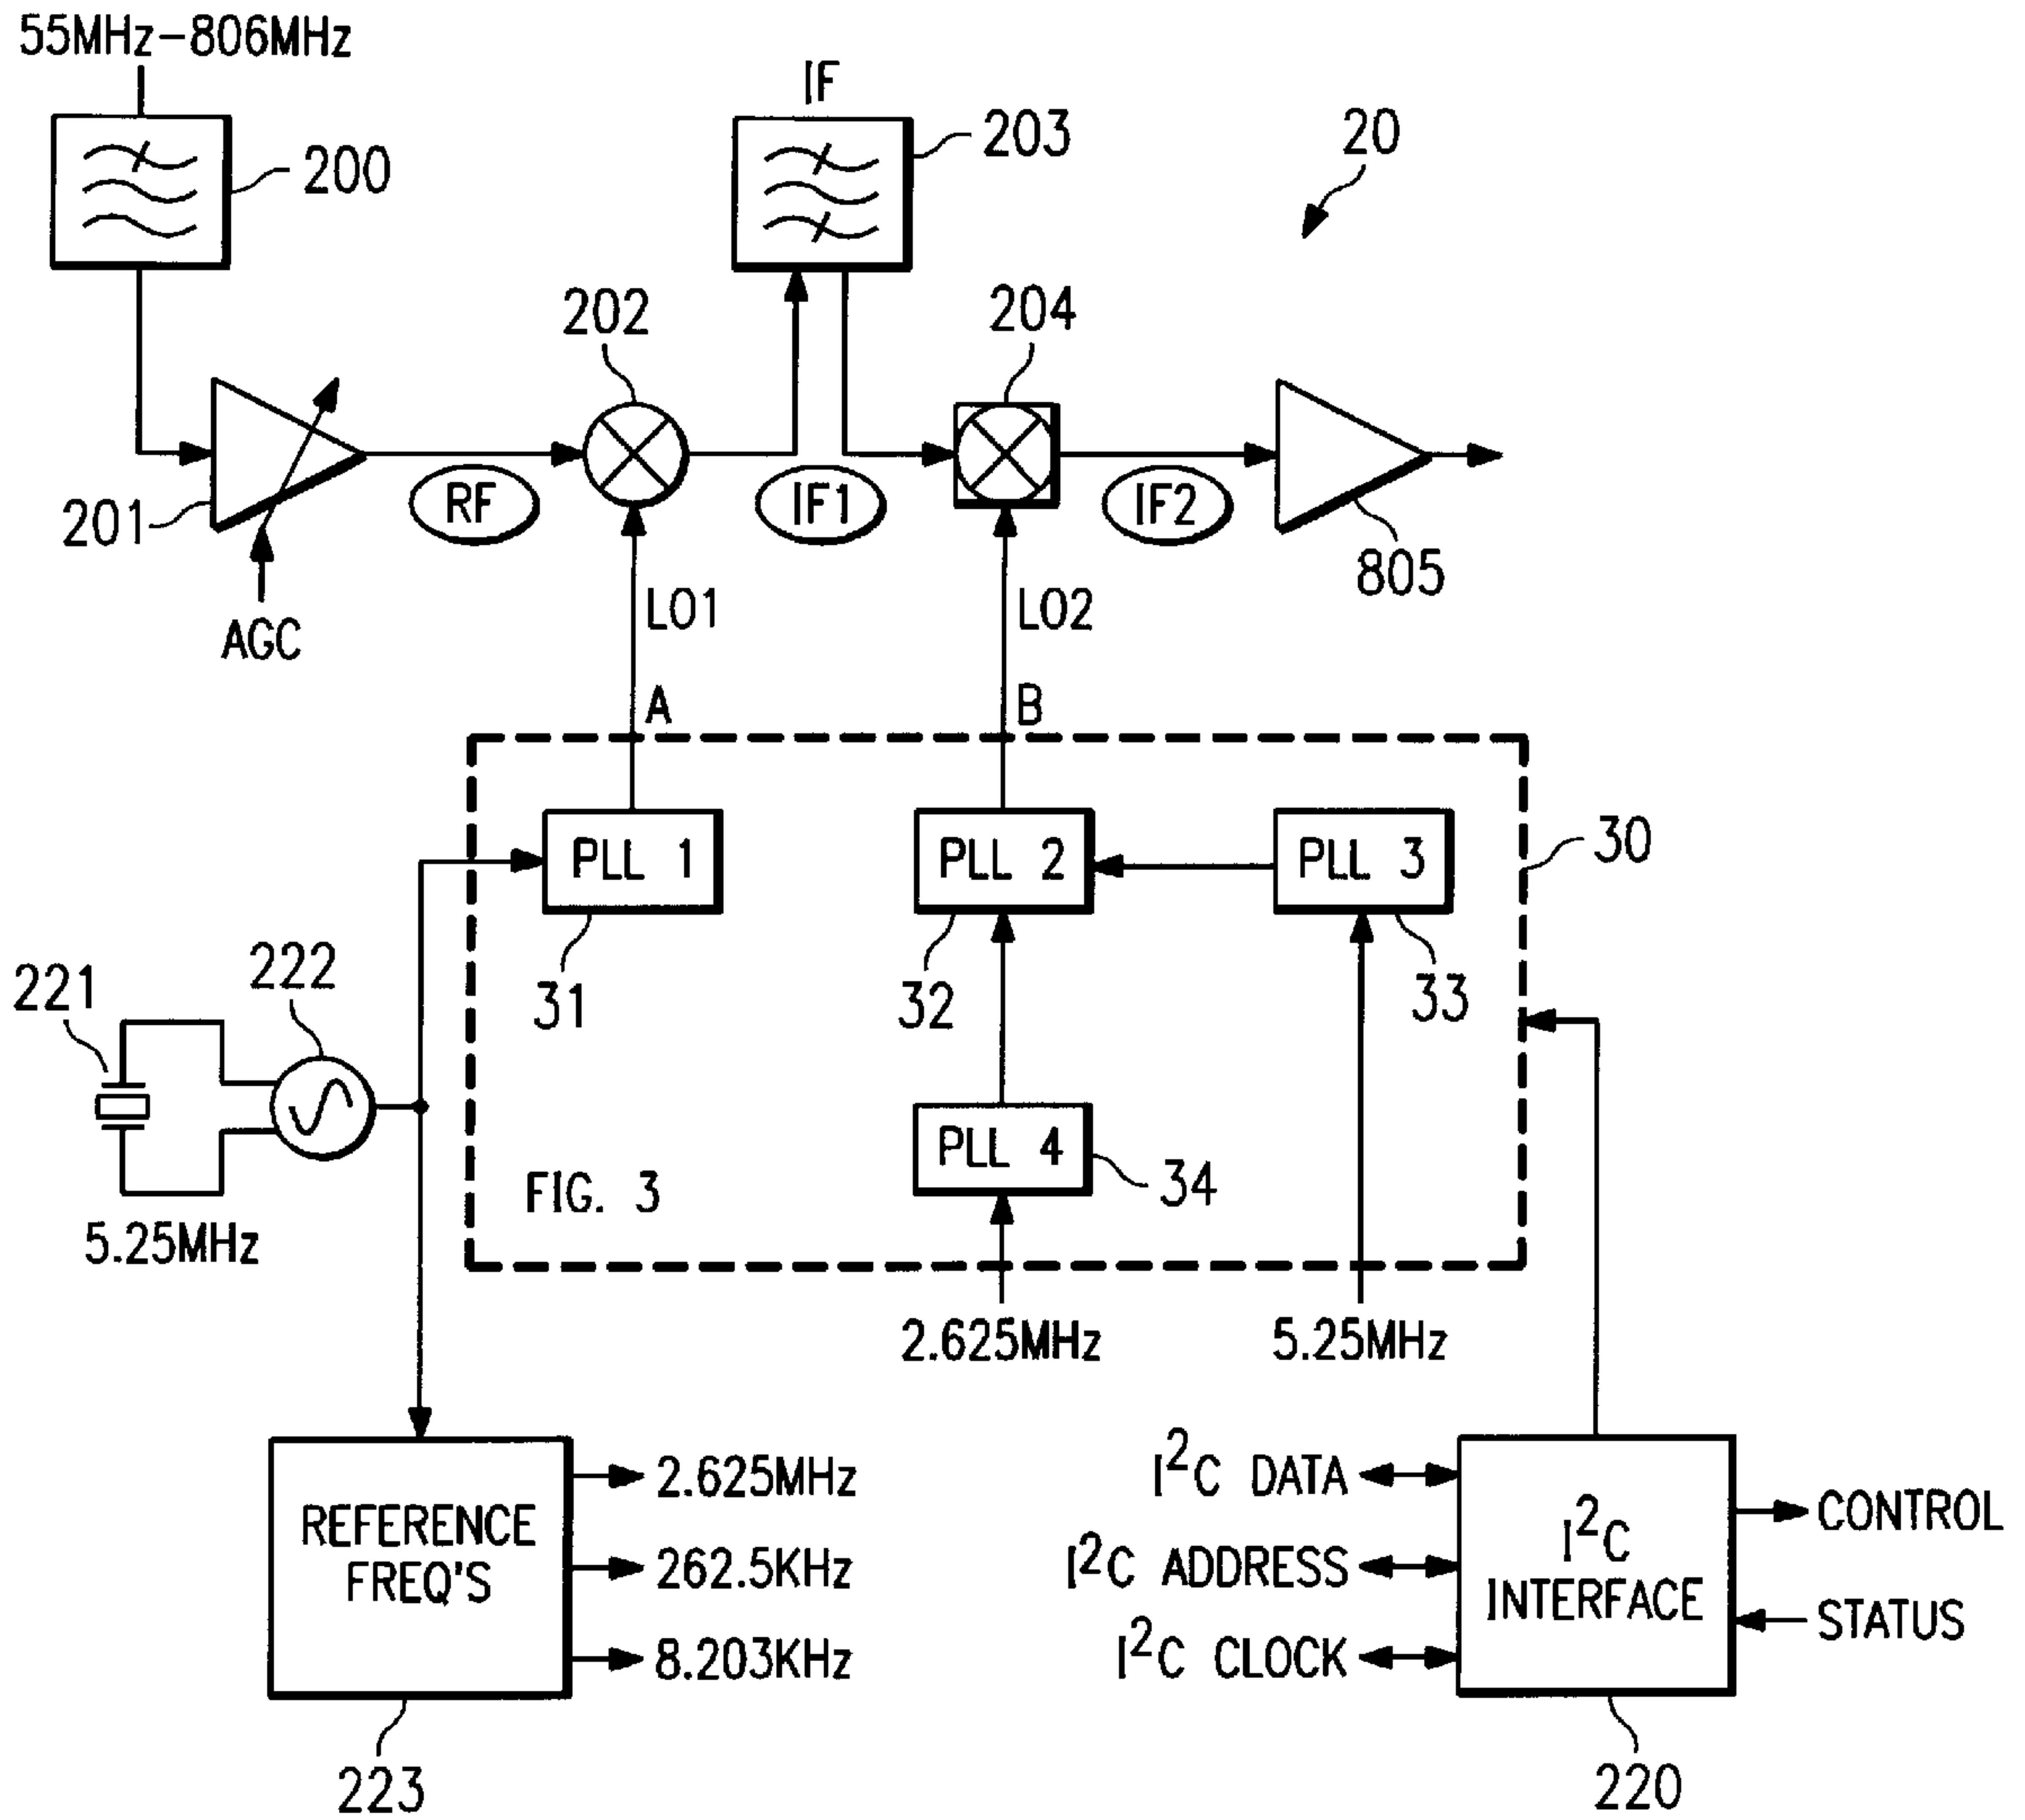 55MHz-806MHz
IF
200
203
20
202
204
201
RF
IF1
IF2
805
AGC
LO1
LO2
A
B
PLL 1
PLL 2
PLL 3
30
31
32
33
221
222
PLL 4
34
FIG. 3
5.25MHz
2.625MHz
5.25MHz
REFERENCE
FREQ'S
2.625MHz
262.5KHz
8.203KHz
I²C DATA
I²C ADDRESS
I²C CLOCK
I²C
INTERFACE
CONTROL
STATUS
223
220